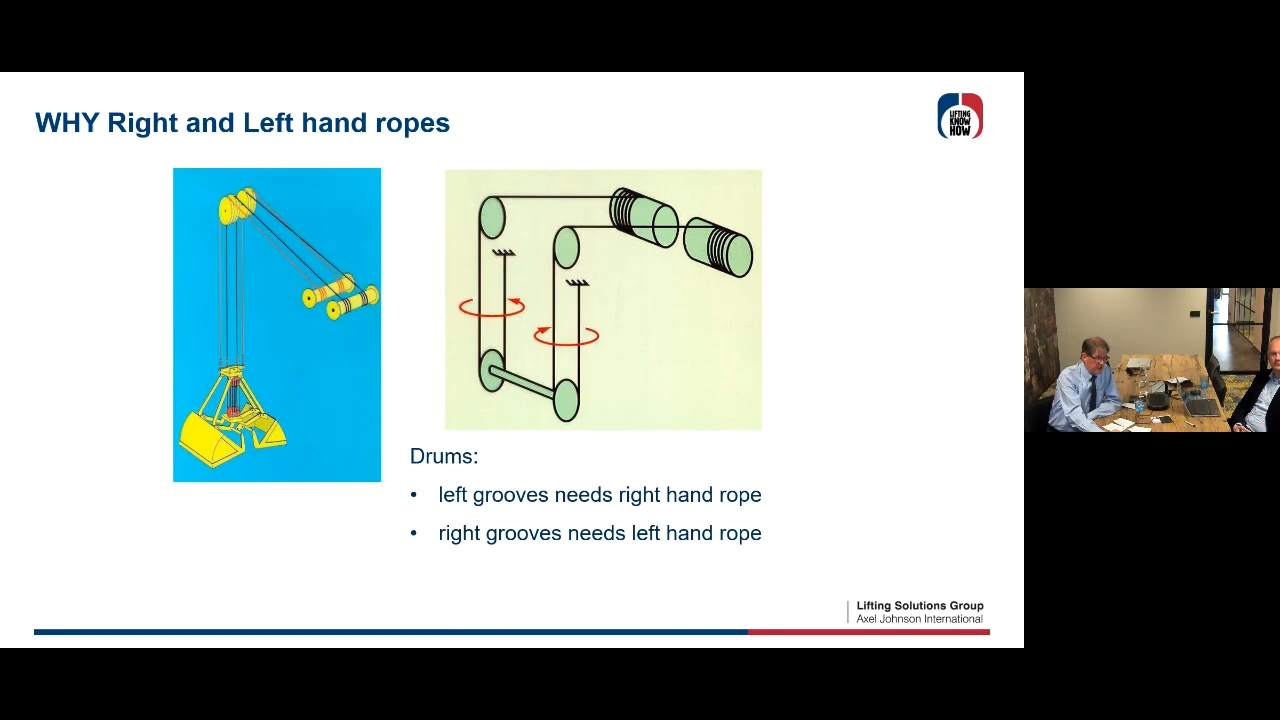 WHY Right and Left hand ropes
LIFTING
KNOW
HOW
Drums:
• left grooves needs right hand rope
• right grooves needs left hand rope
Lifting Solutions Group
Axel Johnson International